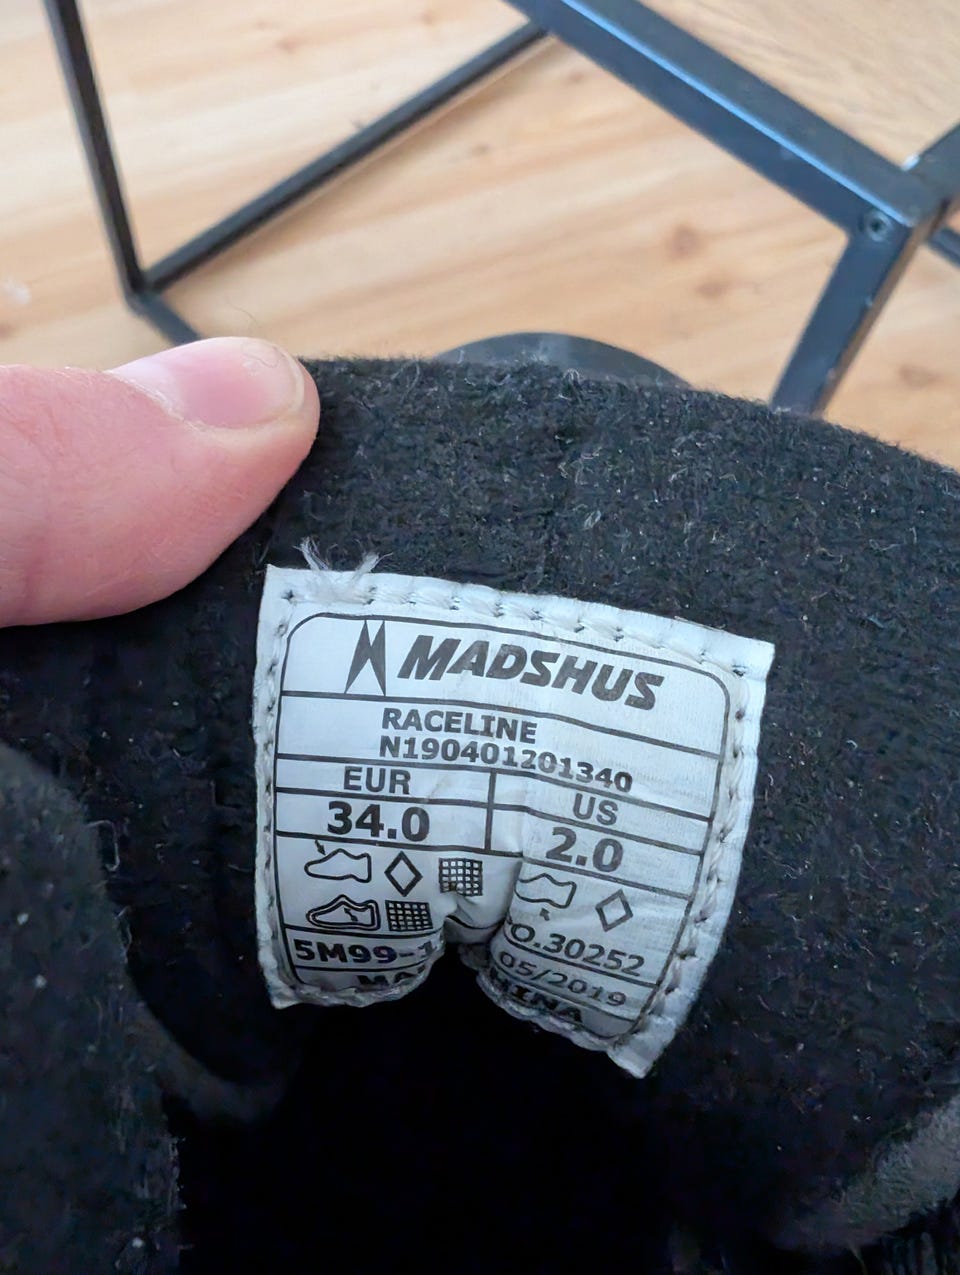 MADSHUS
RACELINE
N190401201340
EUR
US
34.0
2.0
O.30252
05/2019